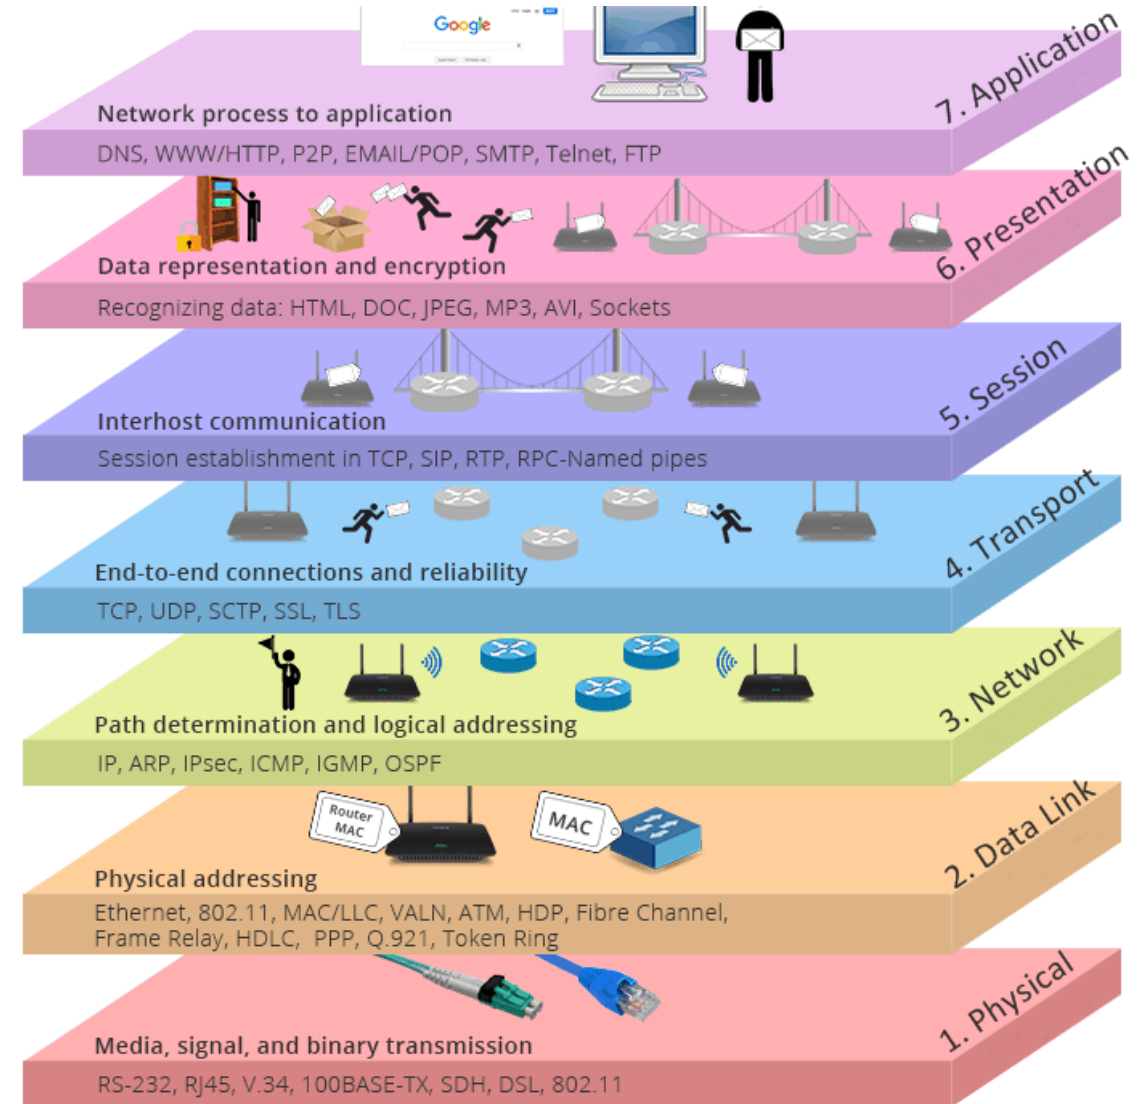 Google
7. Application
Network process to application
DNS, WWW/HTTP, P2P, EMAIL/POP, SMTP, Telnet, FTP
6. Presentation
Data representation and encryption
Recognizing data: HTML, DOC, JPEG, MP3, AVI, Sockets
5. Session
Interhost communication
Session establishment in TCP, SIP, RTP, RPC-Named pipes
4. Transport
End-to-end connections and reliability
TCP, UDP, SCTP, SSL, TLS
3. Network
Path determination and logical addressing
IP, ARP, IPsec, ICMP, IGMP, OSPF
Router
MAC
MAC
2. Data Link
Physical addressing
Ethernet, 802.11, MAC/LLC, VALN, ATM, HDP, Fibre Channel,
Frame Relay, HDLC, PPP, Q.921, Token Ring
1. Physical
Media, signal, and binary transmission
RS-232, RJ45, V.34, 100BASE-TX, SDH, DSL, 802.11